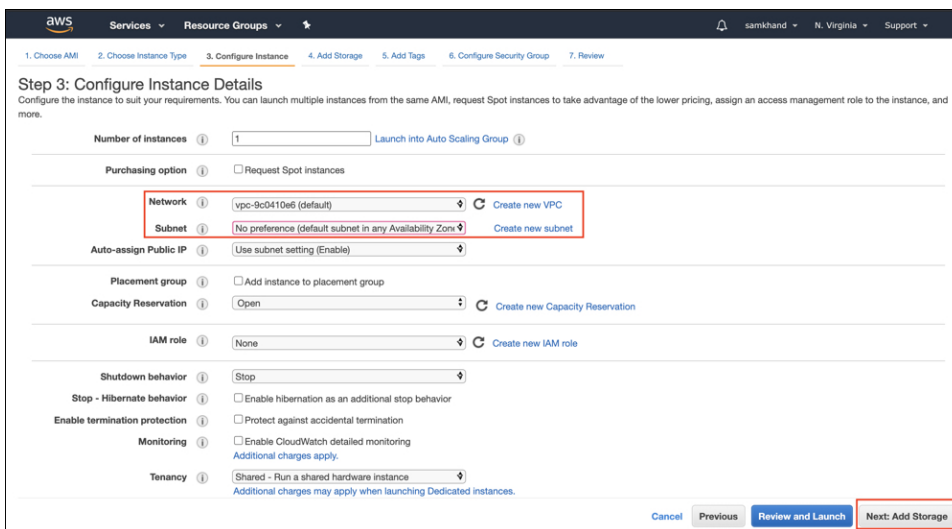 aws Services Resource Groups samkhand N. Virginia Support
1. Choose AMI 2. Choose Instance Type 3. Configure Instance 4. Add Storage 5. Add Tags 6. Configure Security Group 7. Review
Step 3: Configure Instance Details
Configure the instance to suit your requirements. You can launch multiple instances from the same AMI, request Spot instances to take advantage of the lower pricing, assign an access management role to the instance, and
more.
Number of instances 1 Launch into Auto Scaling Group
Purchasing option Request Spot instances
Network vpc-9c0410e6 (default) Create new VPC
Subnet No preference (default subnet in any Availability Zone Create new subnet
Auto-assign Public IP Use subnet setting (Enable)
Placement group Add instance to placement group
Capacity Reservation Open Create new Capacity Reservation
IAM role None Create new IAM role
Shutdown behavior Stop
Stop - Hibernate behavior Enable hibernation as an additional stop behavior
Enable termination protection Protect against accidental termination
Monitoring Enable CloudWatch detailed monitoring
Additional charges apply.
Tenancy Shared - Run a shared hardware instance
Additional charges may apply when launching Dedicated instances.
Cancel Previous Review and Launch Next: Add Storage